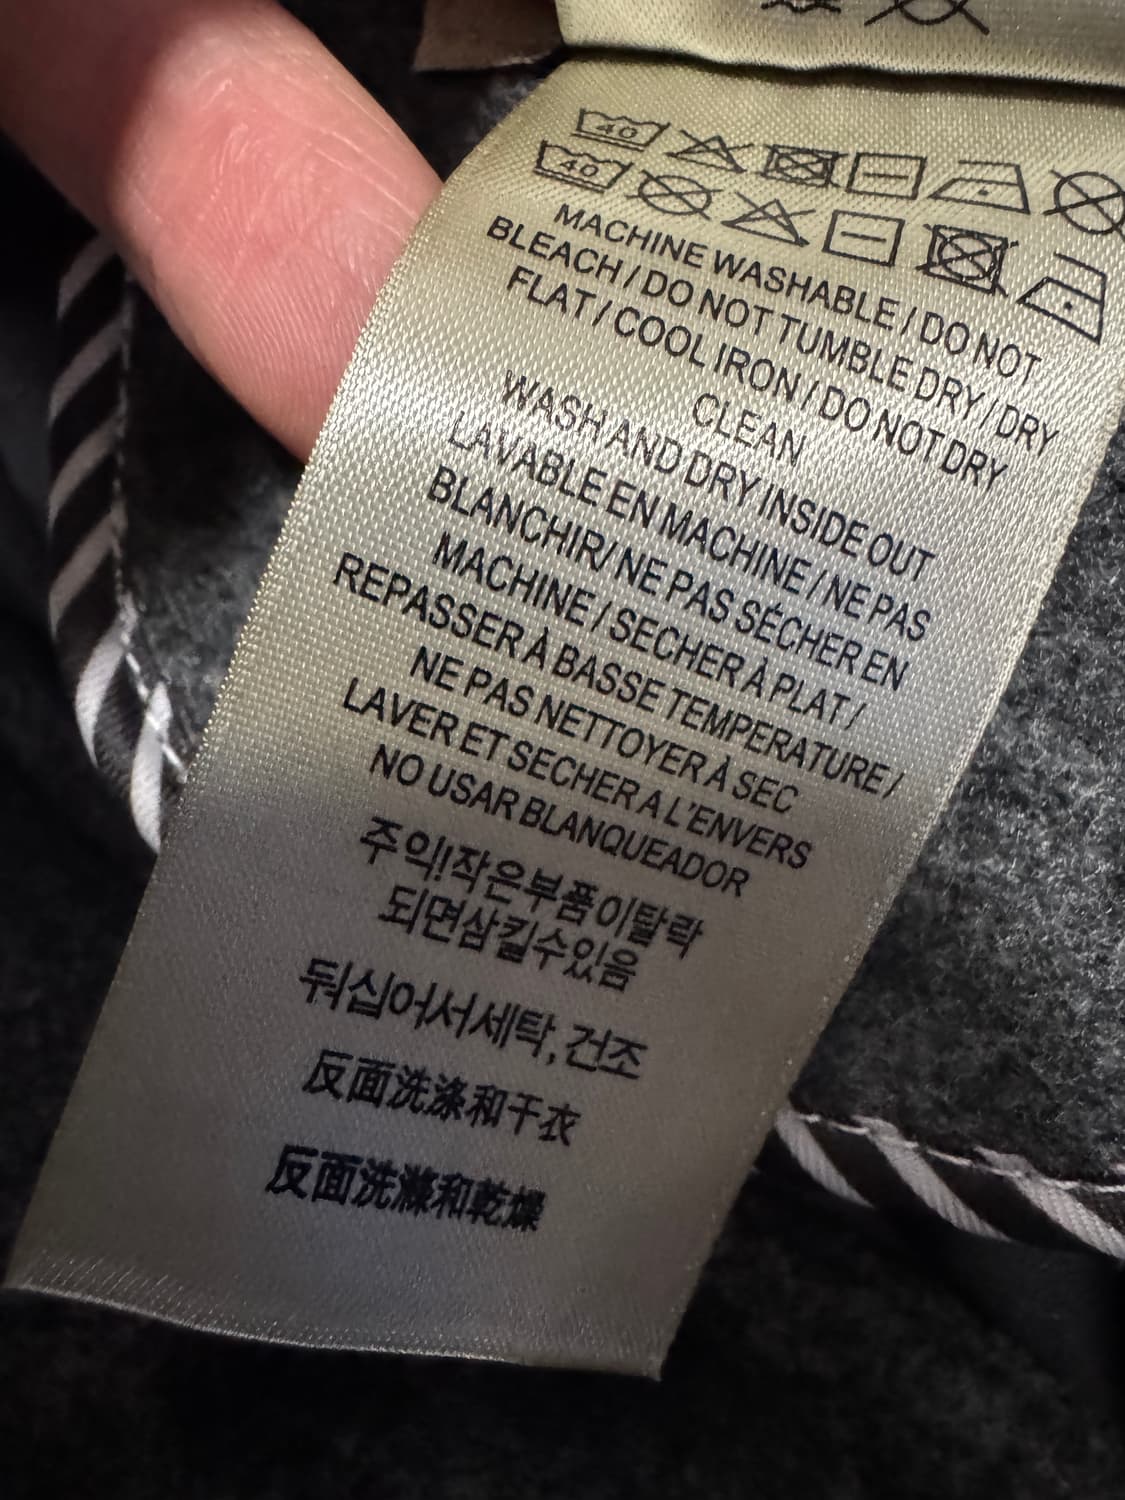 40
40
MACHINE WASHABLE / DO NOT
BLEACH / DO NOT TUMBLE DRY / DRY
FLAT / COOL IRON / DO NOT DRY
CLEAN
WASH AND DRY INSIDE OUT
LAVABLE EN MACHINE / NE PAS
BLANCHIR/ NE PAS SÉCHER EN
MACHINE / SECHER À PLAT /
REPASSER À BASSE TEMPERATURE /
NE PAS NETTOYER À SEC
LAVER ET SECHER A L'ENVERS
NO USAR BLANQUEADOR
주의!작은부품이탈락
되면삼킬수있음
뒤십어서세탁,건조
反面洗涤和干衣
反面洗滌和乾燥